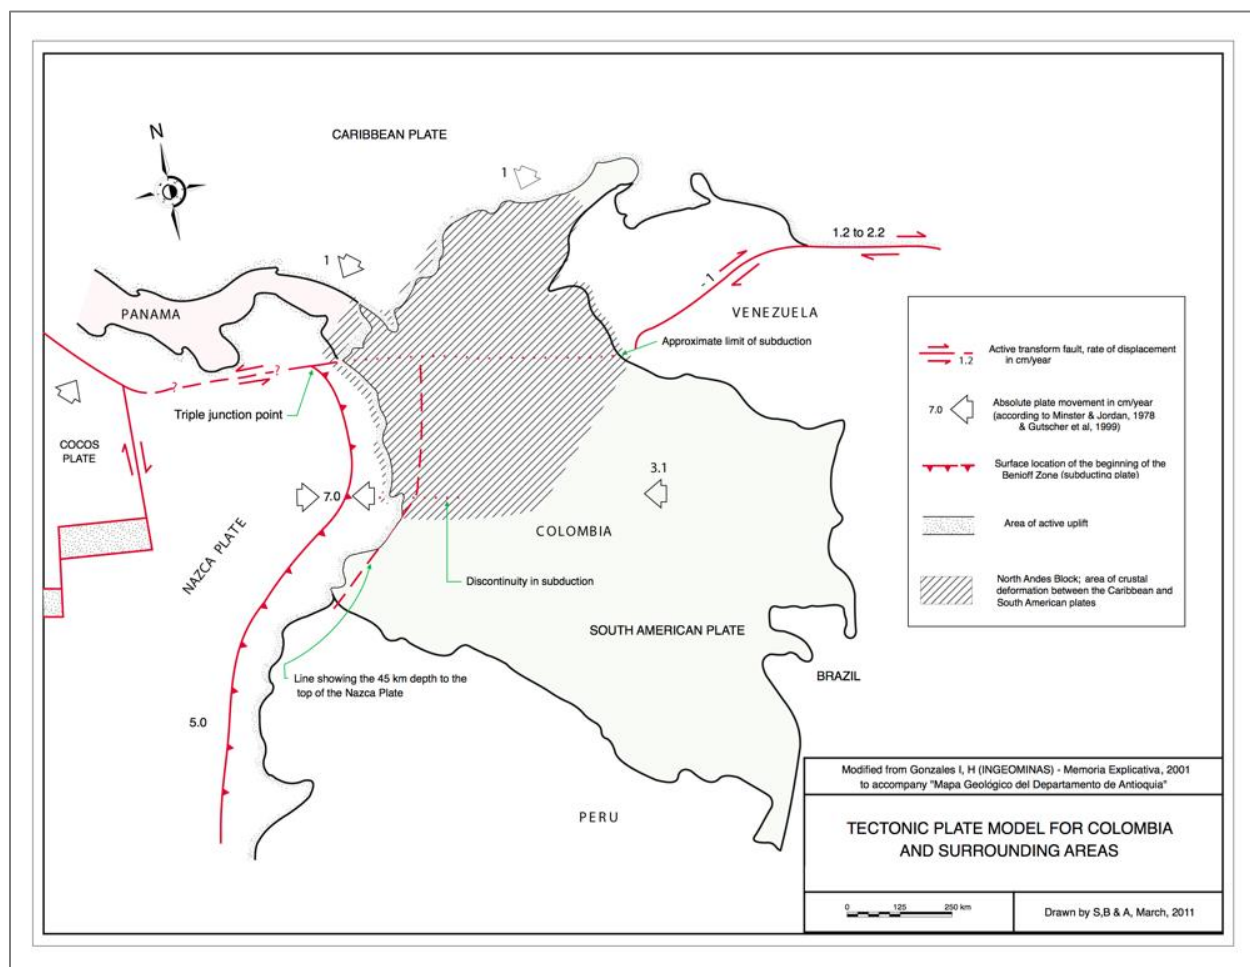 N
CARIBBEAN PLATE
1
1.2 to 2.2
1
1
PANAMA
VENEZUELA
Approximate limit of subduction
?
?
Triple junction point
COCOS
PLATE
7.0
3.1
COLOMBIA
NAZCA PLATE
Discontinuity in subduction
SOUTH AMERICAN PLATE
BRAZIL
Line showing the 45 km depth to the
top of the Nazca Plate
5.0
PERU
Active transform fault, rate of displacement
in cm/year
1.2
7.0
Absolute plate movement in cm/year
(according to Minster & Jordan, 1978
& Gutscher et al, 1999)
Surface location of the beginning of the
Benioff Zone (subducting plate)
Area of active uplift
North Andes Block; area of crustal
deformation between the Caribbean and
South American plates
Modified from Gonzales I, H (INGEOMINAS) - Memoria Explicativa, 2001
to accompany "Mapa Geológico del Departamento de Antioquia"
TECTONIC PLATE MODEL FOR COLOMBIA
AND SURROUNDING AREAS
0 125 250 km
Drawn by S,B & A, March, 2011